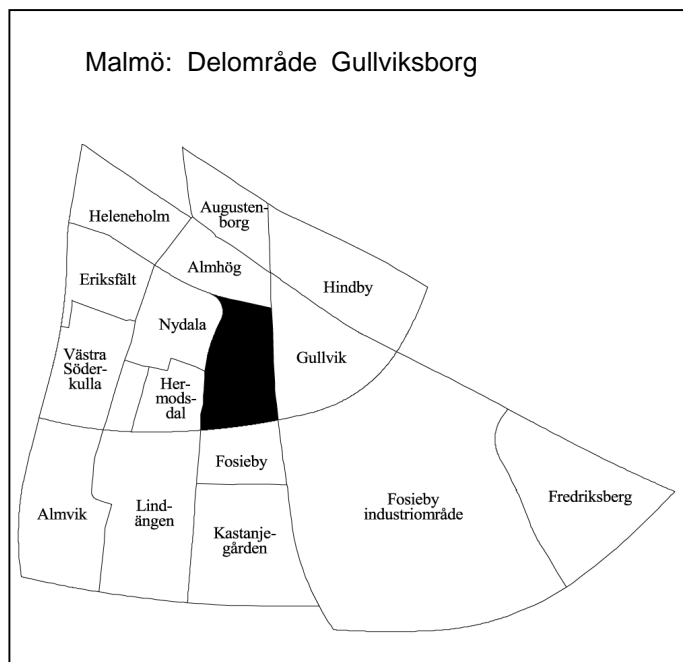 Malmö: Delområde Gullviksborg
Heleneholm
Augusten-
borg
Almhög
Eriksfält
Hindby
Nydala
Gullvik
Västra
Söder-
kulla
Her-
mods-
dal
Fosieby
Almvik
Lind-
ängen
Kastanje-
gården
Fosieby
industriområde
Fredriksberg